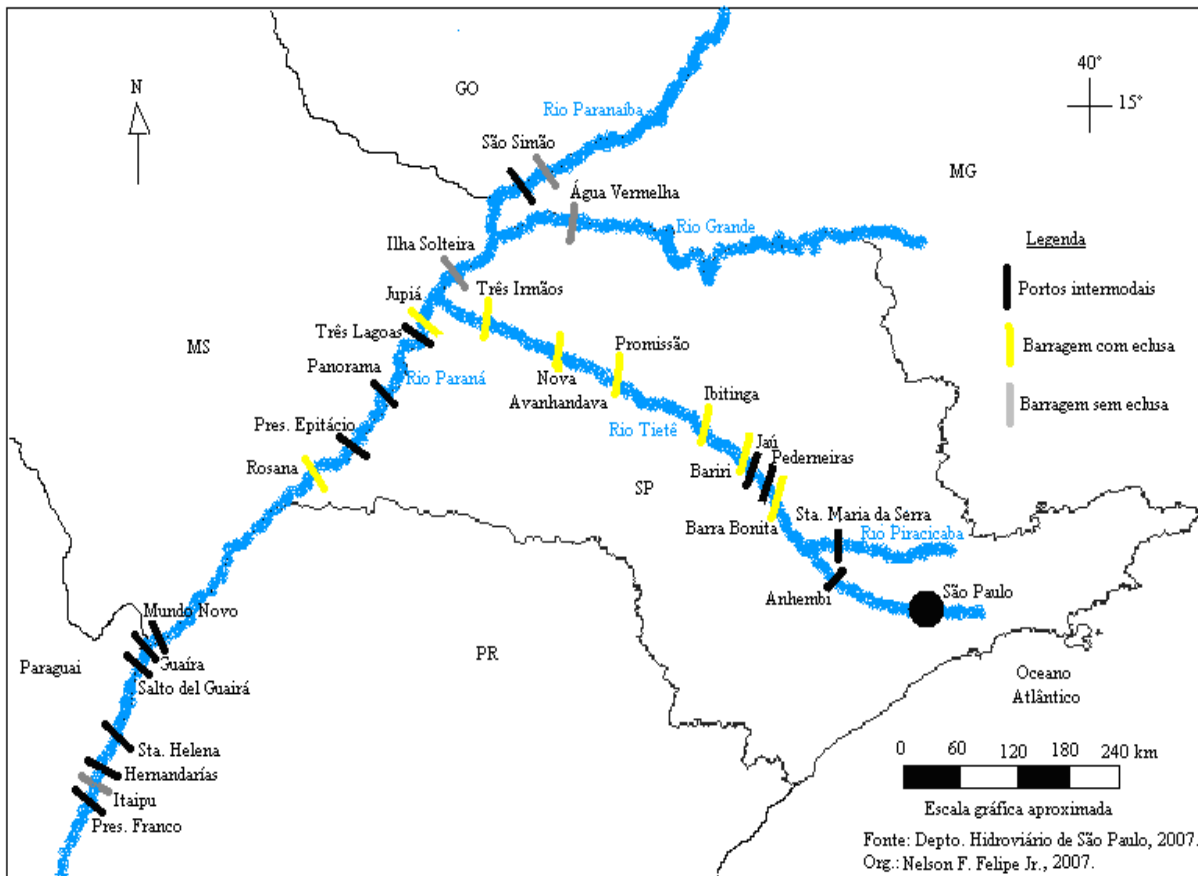 N
GO
Rio Paranaíba
40°
15°
São Simão
MG
Água Vermelha
Rio Grande
Ilha Solteira
Legenda
Portos intermodais
Barragem com eclusa
Barragem sem eclusa
Três Irmãos
Jupiá
Três Lagoas
MS
Promissão
Panorama
Rio Paraná
Nova
Avanhandava
Ibitinga
Pres. Epitácio
Rio Tietê
Jaú
Pederneiras
Rosana
Bariri
SP
Sta. Maria da Serra
Barra Bonita
Rio Piracicaba
Anhembi
São Paulo
Mundo Novo
Guaíra
Paraguai
Salto del Guairá
PR
Oceano
Atlântico
Sta. Helena
Hernandarías
Itaipu
Pres. Franco
0 60 120 180 240 km
Escala gráfica aproximada
Fonte: Depto. Hidroviário de São Paulo, 2007.
Org.: Nelson F. Felipe Jr., 2007.